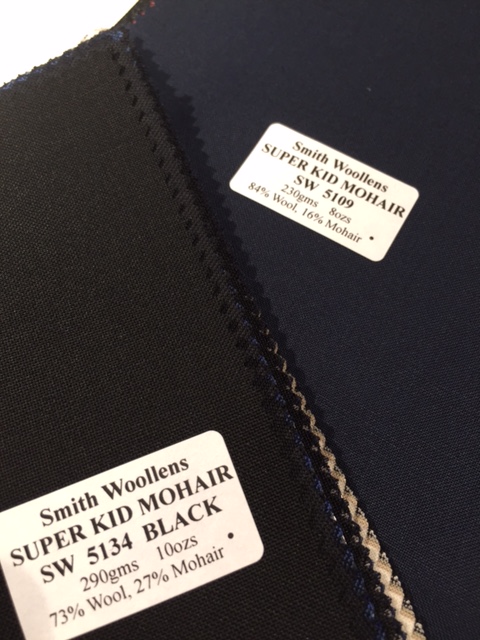 Smith Woollens
SUPER KID MOHAIR
SW 5109
230gms 8ozs
84% Wool, 16% Mohair
Smith Woollens
SUPER KID MOHAIR
SW 5134 BLACK
290gms 10ozs
73% Wool, 27% Mohair